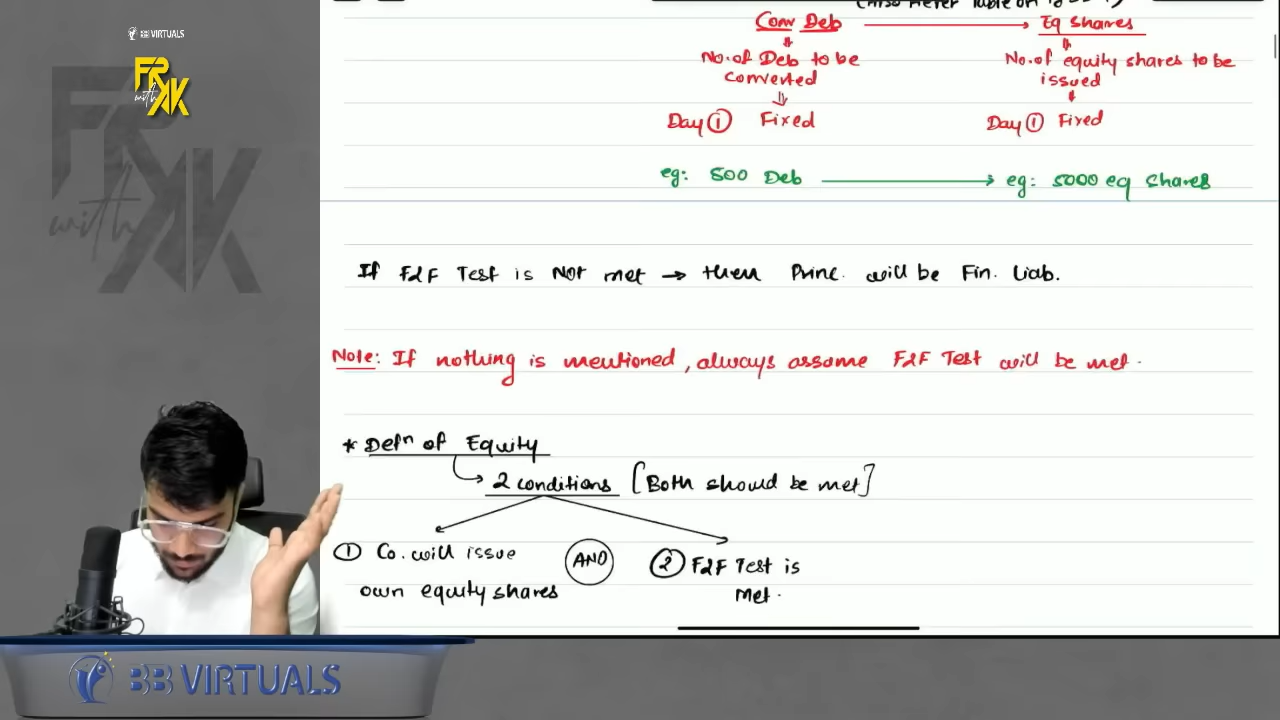 BB VIRTUALS
FR
with AK
Conv Deb → Eq Shares
No. of Deb to be converted
No. of equity shares to be issued
Day ① Fixed
Day ① Fixed
eg: 500 Deb → eg: 5000 eq Shares
If F2F Test is Not met → then Princ. will be Fin. Liab.
Note: If nothing is mentioned, always assume F2F Test will be met.
* Defn of Equity
2 conditions [Both should be met]
① Co. will issue own equity shares
AND
② F2F Test is Met.
BB VIRTUALS